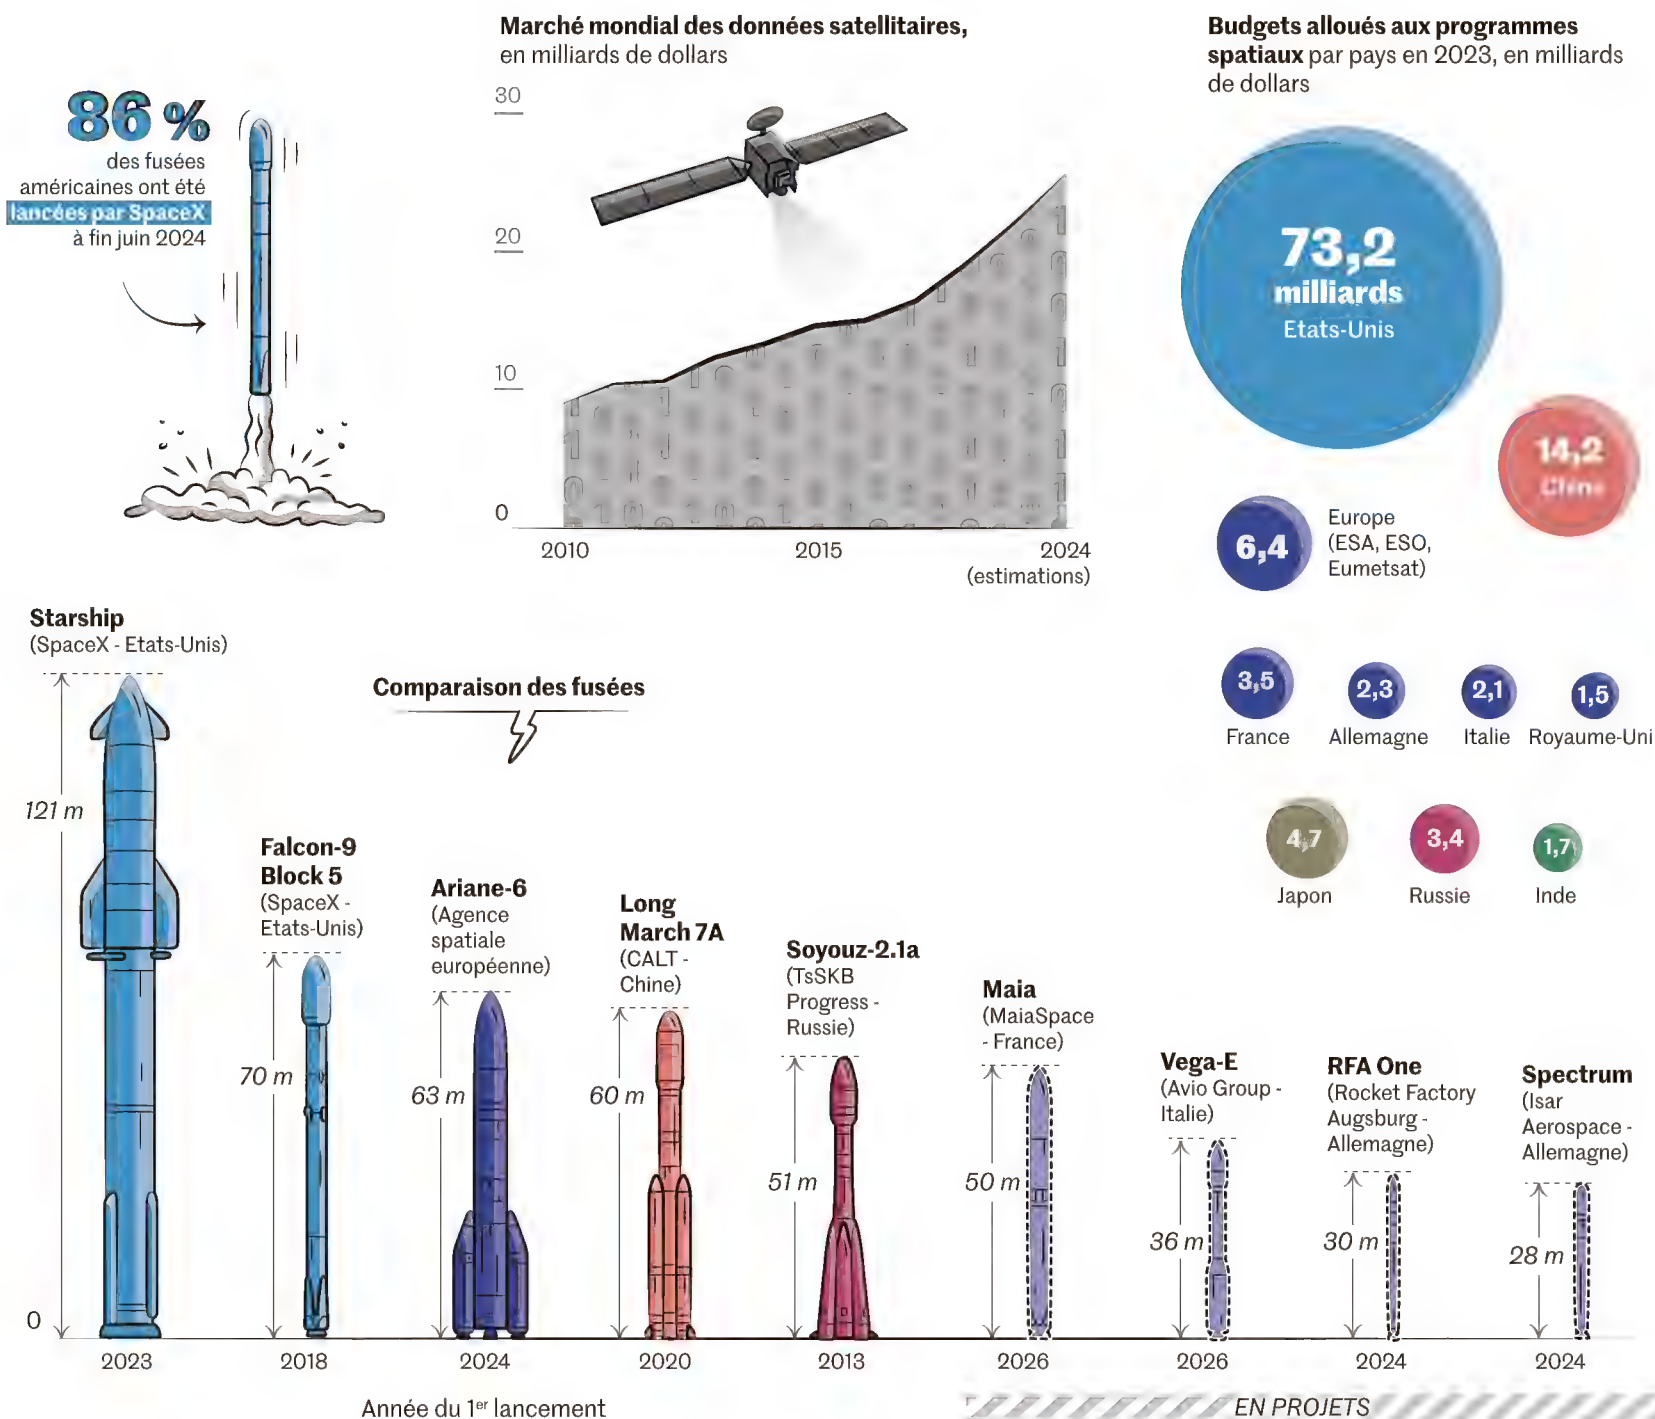 86 %
des fusées
américaines ont été
lancées par SpaceX
à fin juin 2024
Marché mondial des données satellitaires,
en milliards de dollars
30
20
10
0
2010
2015
2024
(estimations)
Budgets alloués aux programmes
spatiaux par pays en 2023, en milliards
de dollars
73,2
milliards
Etats-Unis
14,2
Chine
6,4
Europe
(ESA, ESO,
Eumetsat)
3,5
France
2,3
Allemagne
2,1
Italie
1,5
Royaume-Uni
4,7
Japon
3,4
Russie
1,7
Inde
Comparaison des fusées
Starship
(SpaceX - Etats-Unis)
121 m
0
2023
Falcon-9
Block 5
(SpaceX -
Etats-Unis)
70 m
2018
Ariane-6
(Agence
spatiale
européenne)
63 m
2024
Long
March 7A
(CALT -
Chine)
60 m
2020
Soyouz-2.1a
(TsSKB
Progress -
Russie)
51 m
2013
Maia
(MaiaSpace
- France)
50 m
2026
Vega-E
(Avio Group -
Italie)
36 m
2026
RFA One
(Rocket Factory
Augsburg -
Allemagne)
30 m
2024
Spectrum
(Isar
Aerospace -
Allemagne)
28 m
2024
Année du 1er lancement
EN PROJETS